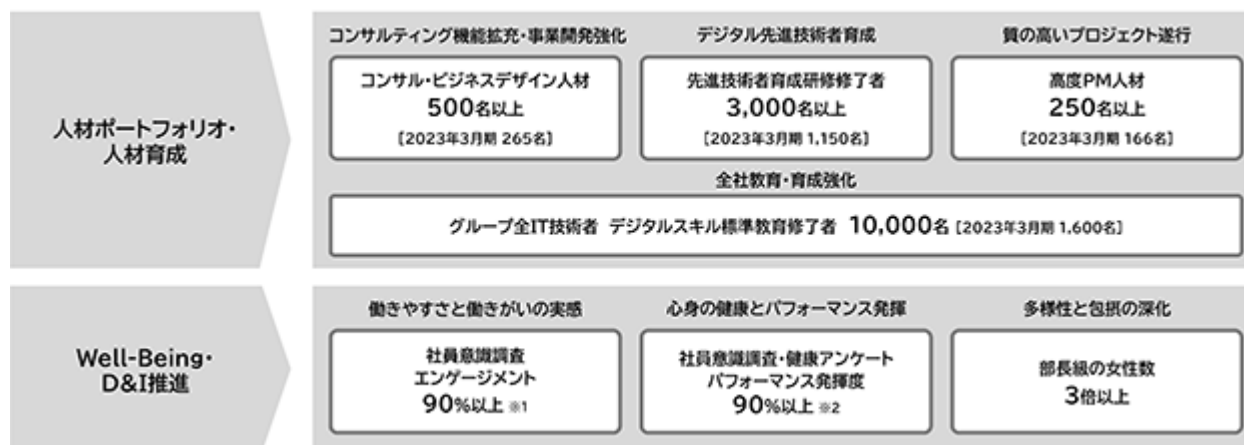 人材ポートフォリオ・
人材育成
コンサルティング機能拡充・事業開発強化
コンサル・ビジネスデザイン人材
500名以上
［2023年3月期 265名］
デジタル先進技術者育成
先進技術者育成研修修了者
3,000名以上
［2023年3月期 1,150名］
質の高いプロジェクト遂行
高度PM人材
250名以上
［2023年3月期 166名］
全社教育・育成強化
グループ全IT技術者 デジタルスキル標準教育修了者 10,000名［2023年3月期 1,600名］
Well-Being・
D&I推進
働きやすさと働きがいの実感
社員意識調査
エンゲージメント
90%以上 ※1
心身の健康とパフォーマンス発揮
社員意識調査・健康アンケート
パフォーマンス発揮度
90%以上 ※2
多様性と包摂の深化
部長級の女性数
3倍以上